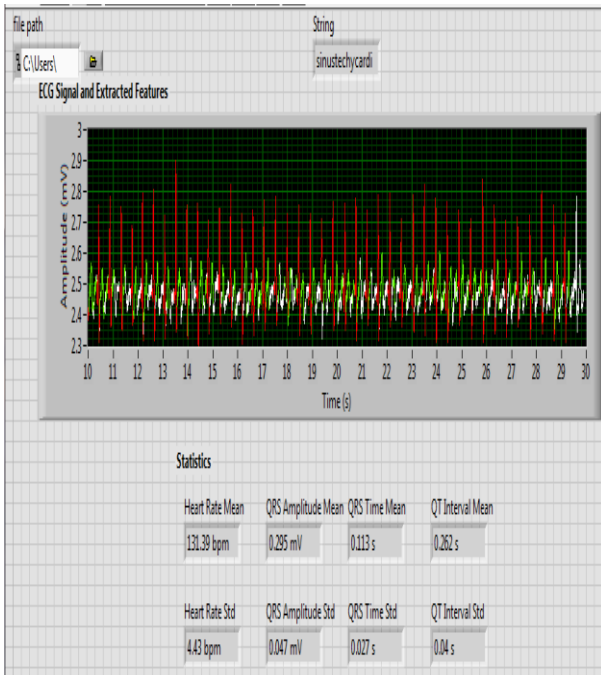 file path
String
C:\Users\
sinustechycardi
ECG Signal and Extracted Features
Amplitude (mV)
3
2.9
2.8
2.7
2.6
2.5
2.4
2.3
10 11 12 13 14 15 16 17 18 19 20 21 22 23 24 25 26 27 28 29 30
Time (s)
Statistics
Heart Rate Mean QRS Amplitude Mean QRS Time Mean QT Interval Mean
131.39 bpm 0.295 mV 0.113 s 0.262 s
Heart Rate Std QRS Amplitude Std QRS Time Std QT Interval Std
4.43 bpm 0.047 mV 0.027 s 0.04 s